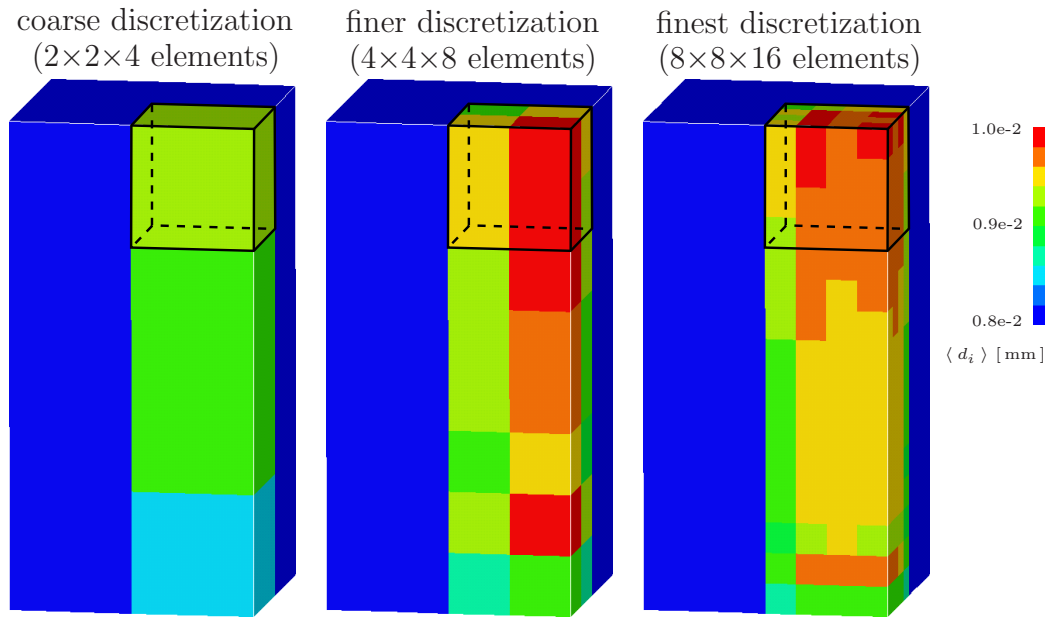 coarse discretization
(2×2×4 elements)
finer discretization
(4×4×8 elements)
finest discretization
(8×8×16 elements)
1.0e-2
0.9e-2
0.8e-2
⟨ d_i ⟩ [mm]